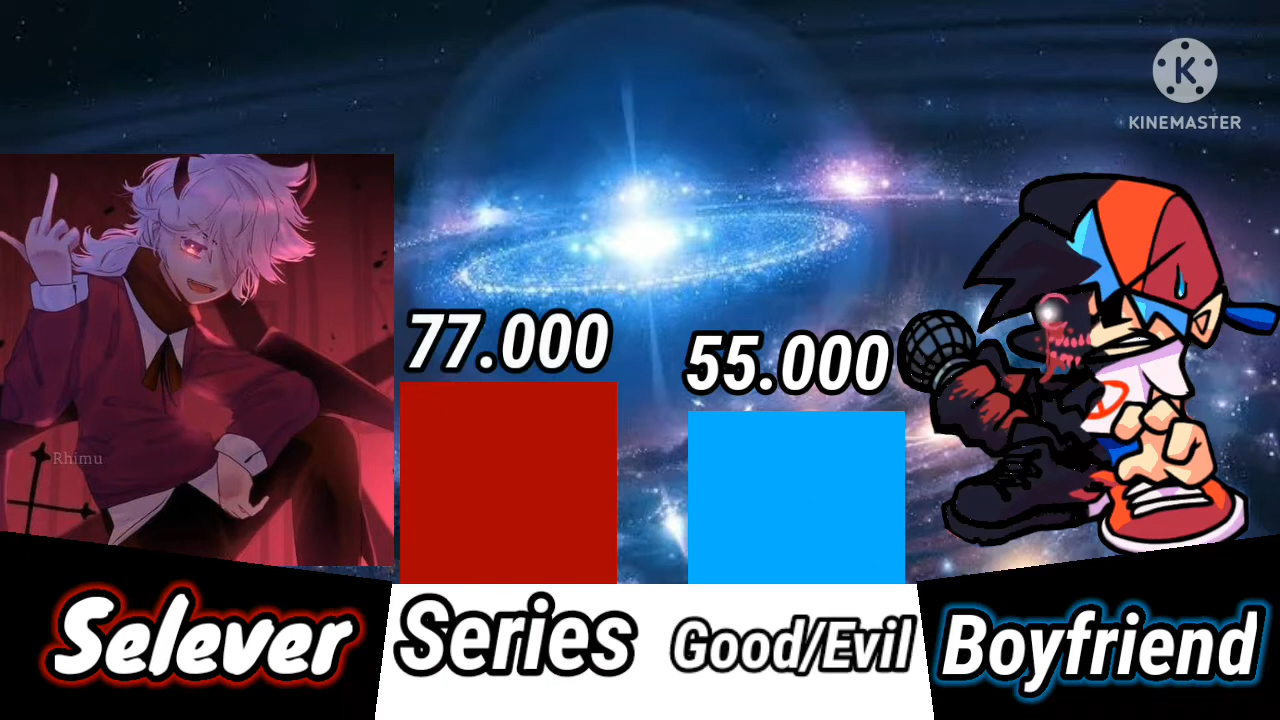 K
KINEMASTER
77.000
55.000
Rhimu
Selever
Series
Good/Evil
Boyfriend